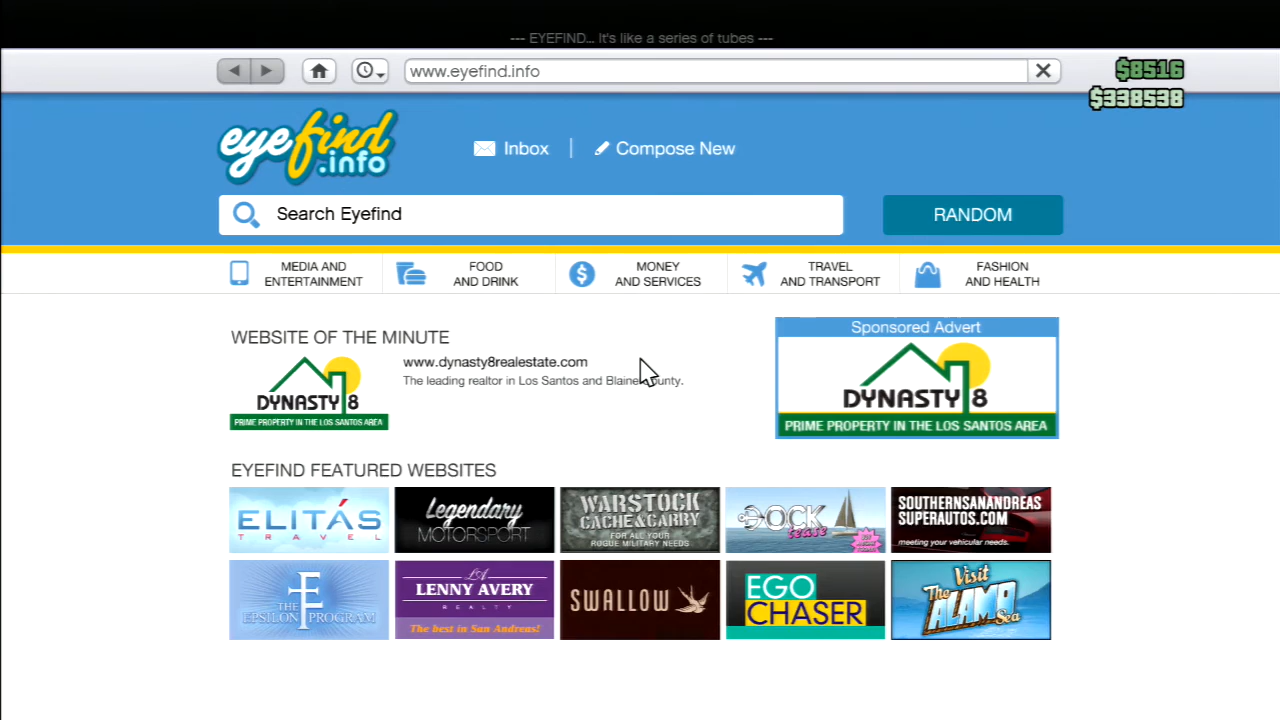 --- EYEFIND... It's like a series of tubes ---
www.eyefind.info
$8516
$338538
eyefind
.info
Inbox
Compose New
Search Eyefind
RANDOM
MEDIA AND
ENTERTAINMENT
FOOD
AND DRINK
MONEY
AND SERVICES
TRAVEL
AND TRANSPORT
FASHION
AND HEALTH
WEBSITE OF THE MINUTE
DYNASTY 8
PRIME PROPERTY IN THE LOS SANTOS AREA
www.dynasty8realestate.com
The leading realtor in Los Santos and Blaine County.
Sponsored Advert
DYNASTY 8
PRIME PROPERTY IN THE LOS SANTOS AREA
EYEFIND FEATURED WEBSITES
ELITÁS
TRAVEL
Legendary
MOTORSPORT
WARSTOCK
CACHE&CARRY
FOR ALL YOUR
ROGUE MILITARY NEEDS
DOCK
tease
SOUTHERNSANANDREAS
SUPERAUTOS.COM
meeting your vehicular needs.
THE
EPSILON PROGRAM
LA
LENNY AVERY
REALTY
The best in San Andreas!
SWALLOW
EGO
CHASER
Visit
The
ALAMO
Sea